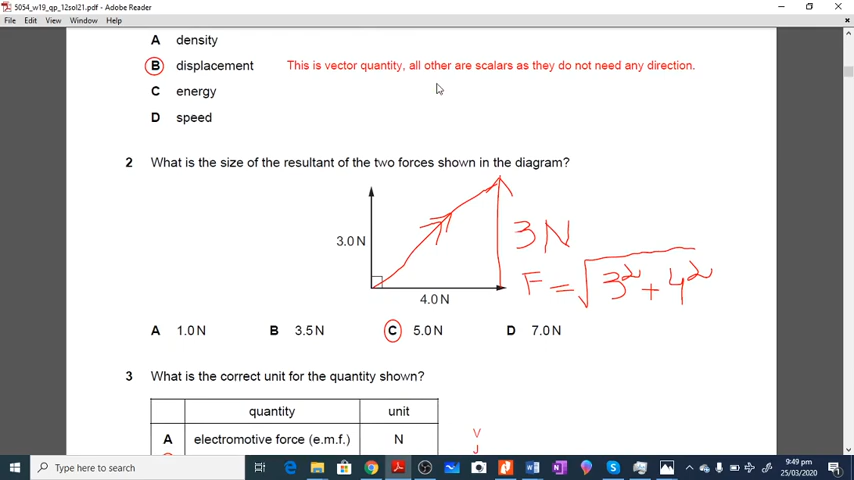 5054_w19_qp_12sol21.pdf - Adobe Reader
File Edit View Window Help
A density
B displacement This is vector quantity, all other are scalars as they do not need any direction.
C energy
D speed
2 What is the size of the resultant of the two forces shown in the diagram?
3.0 N
3 N
F = √3² + 4²
4.0 N
A 1.0 N B 3.5 N C 5.0 N D 7.0 N
3 What is the correct unit for the quantity shown?
quantity unit
A electromotive force (e.m.f.) N
V
J
Type here to search
9:49 pm
25/03/2020